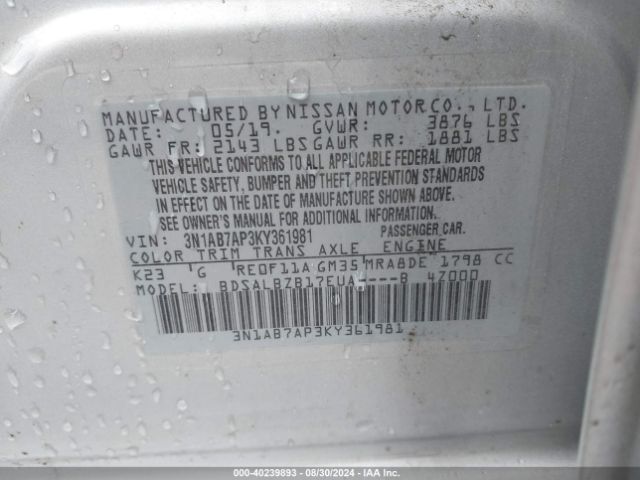 MANUFACTURED BY NISSAN MOTOR CO., LTD.
DATE: 05/19. GVWR: 3876 LBS
GAWR FR: 2143 LBS GAWR RR: 1881 LBS
THIS VEHICLE CONFORMS TO ALL APPLICABLE FEDERAL MOTOR
VEHICLE SAFETY, BUMPER AND THEFT PREVENTION STANDARDS
IN EFFECT ON THE DATE OF MANUFACTURE SHOWN ABOVE.
SEE OWNER'S MANUAL FOR ADDITIONAL INFORMATION.
VIN: 3N1AB7AP3KY361981 PASSENGER CAR.
COLOR TRIM TRANS AXLE ENGINE
K23 G RE0F11A GM35 MRA8DE 1798 CC
MODEL: BDSALBZB17EUA----B 4Z000
3N1AB7AP3KY361981
000-40239893 - 08/30/2024 - IAA Inc.